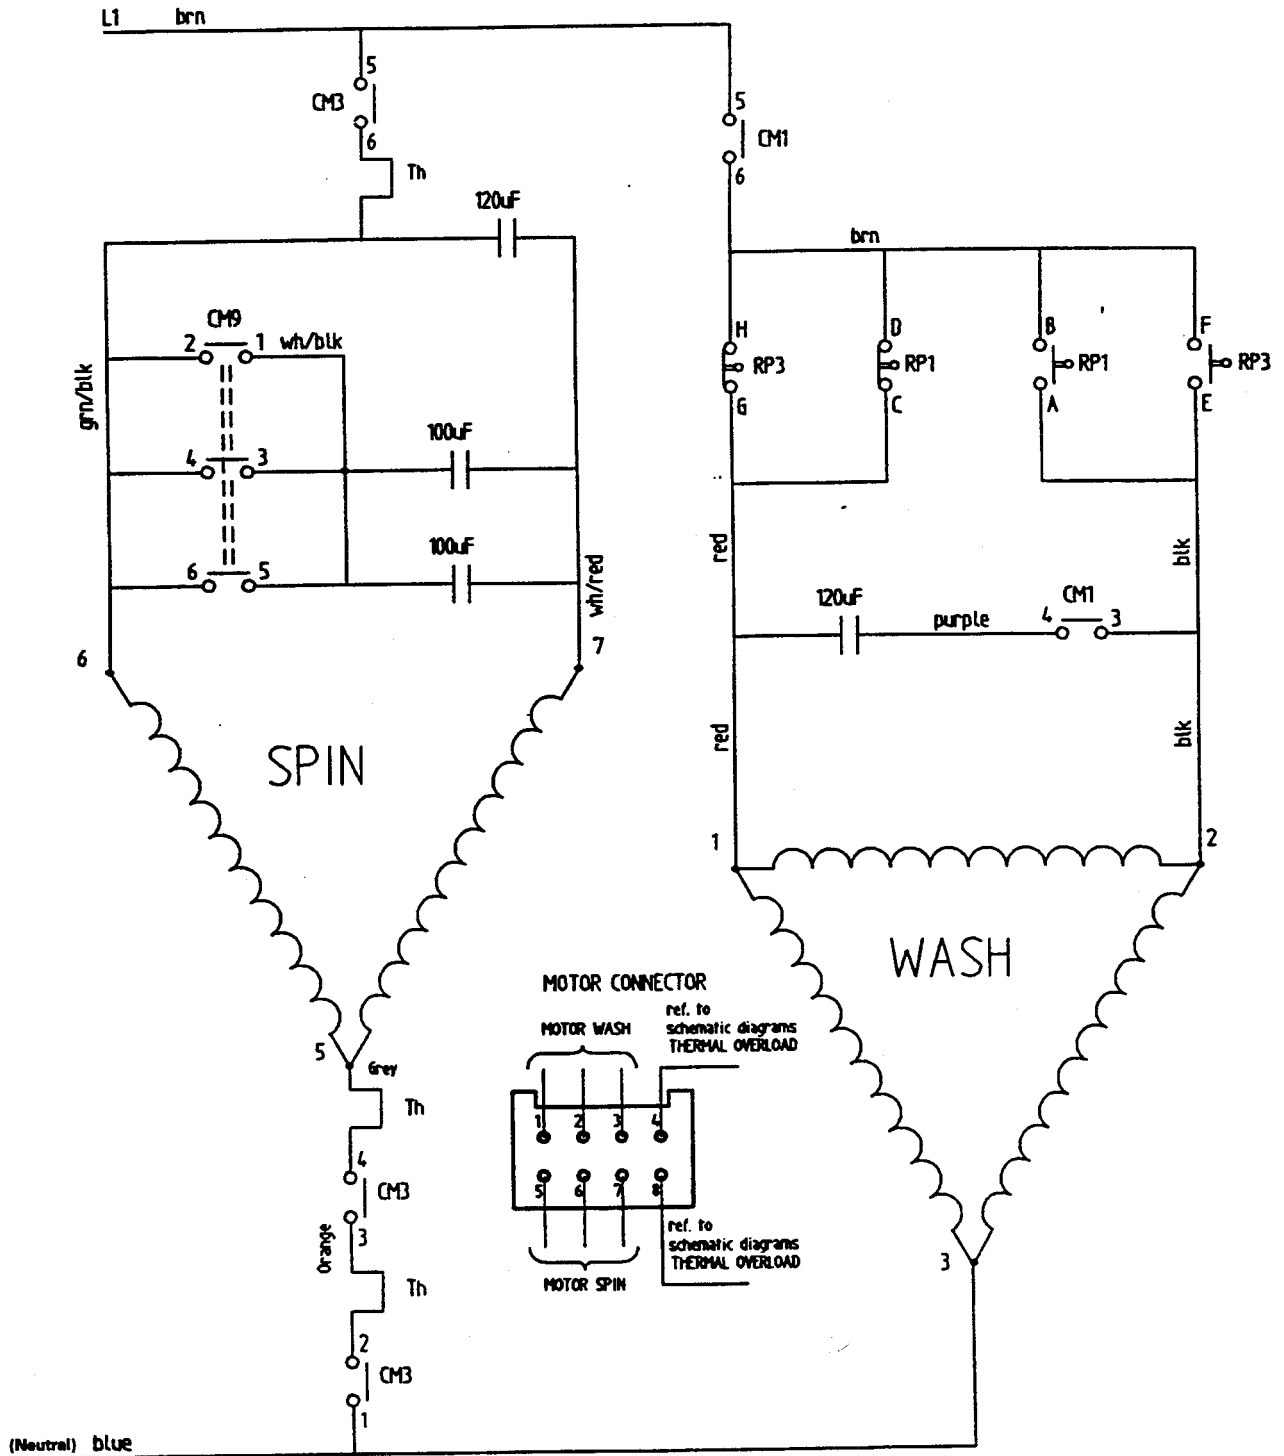 L1 brn
5
CM3
6
Th
5
CM1
6
120uF
brn
H D B F
RP3 RP1 RP1 RP3
G C A E
CM9
2 1 wh/blk
grn/blk
4 3
100uF
6 5
100uF
wh/red
red
blk
120uF
purple
CM1
4 3
6
7
red
blk
SPIN
1
2
WASH
5
Grey
Th
4
CM3
3
Orange
Th
2
CM3
1
MOTOR CONNECTOR
MOTOR WASH
ref. to
schematic diagrams
THERMAL OVERLOAD
1 2 3 4
5 6 7 8
ref. to
schematic diagrams
THERMAL OVERLOAD
MOTOR SPIN
3
(Neutral) blue